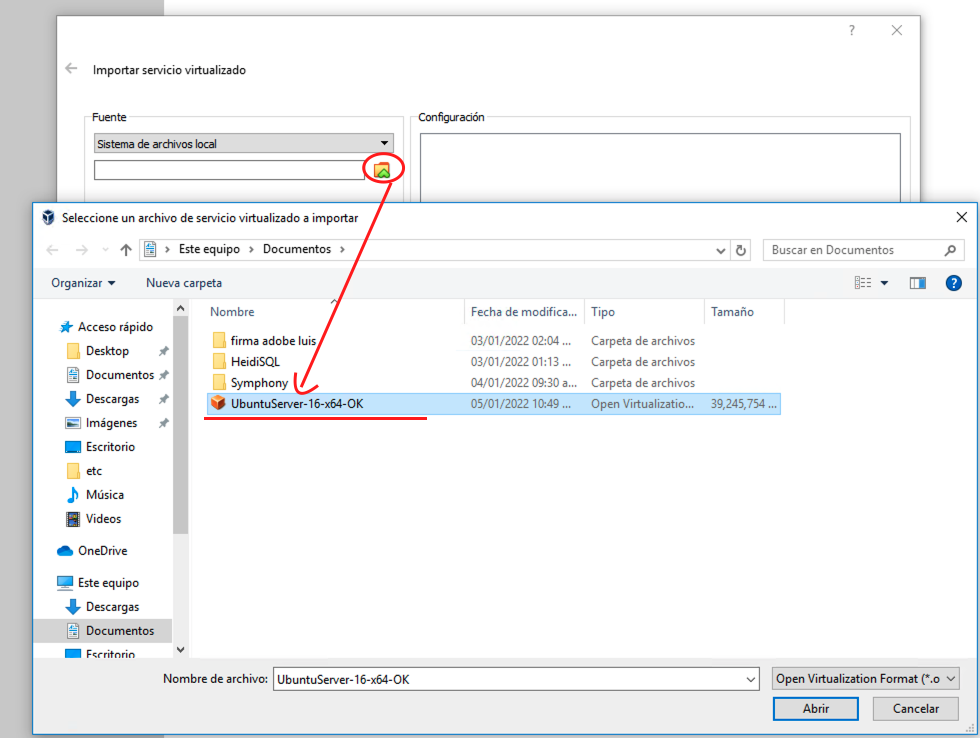 ?
Importar servicio virtualizado
Fuente
Configuración
Sistema de archivos local
Seleccione un archivo de servicio virtualizado a importar
Este equipo
Documentos
Buscar en Documentos
Organizar
Nueva carpeta
?
Nombre
Fecha de modifica...
Tipo
Tamaño
Acceso rápido
Desktop
Documentos
Descargas
Imágenes
Escritorio
etc
Música
Videos
OneDrive
Este equipo
Descargas
Documentos
Escritorio
firma adobe luis
03/01/2022 02:04 ...
Carpeta de archivos
HeidiSQL
03/01/2022 01:13 ...
Carpeta de archivos
Symphony
04/01/2022 09:30 a...
Carpeta de archivos
UbuntuServer-16-x64-OK
05/01/2022 10:49 ...
Open Virtualizatio...
39,245,754 ...
Nombre de archivo:
UbuntuServer-16-x64-OK
Open Virtualization Format (*.o
Abrir
Cancelar